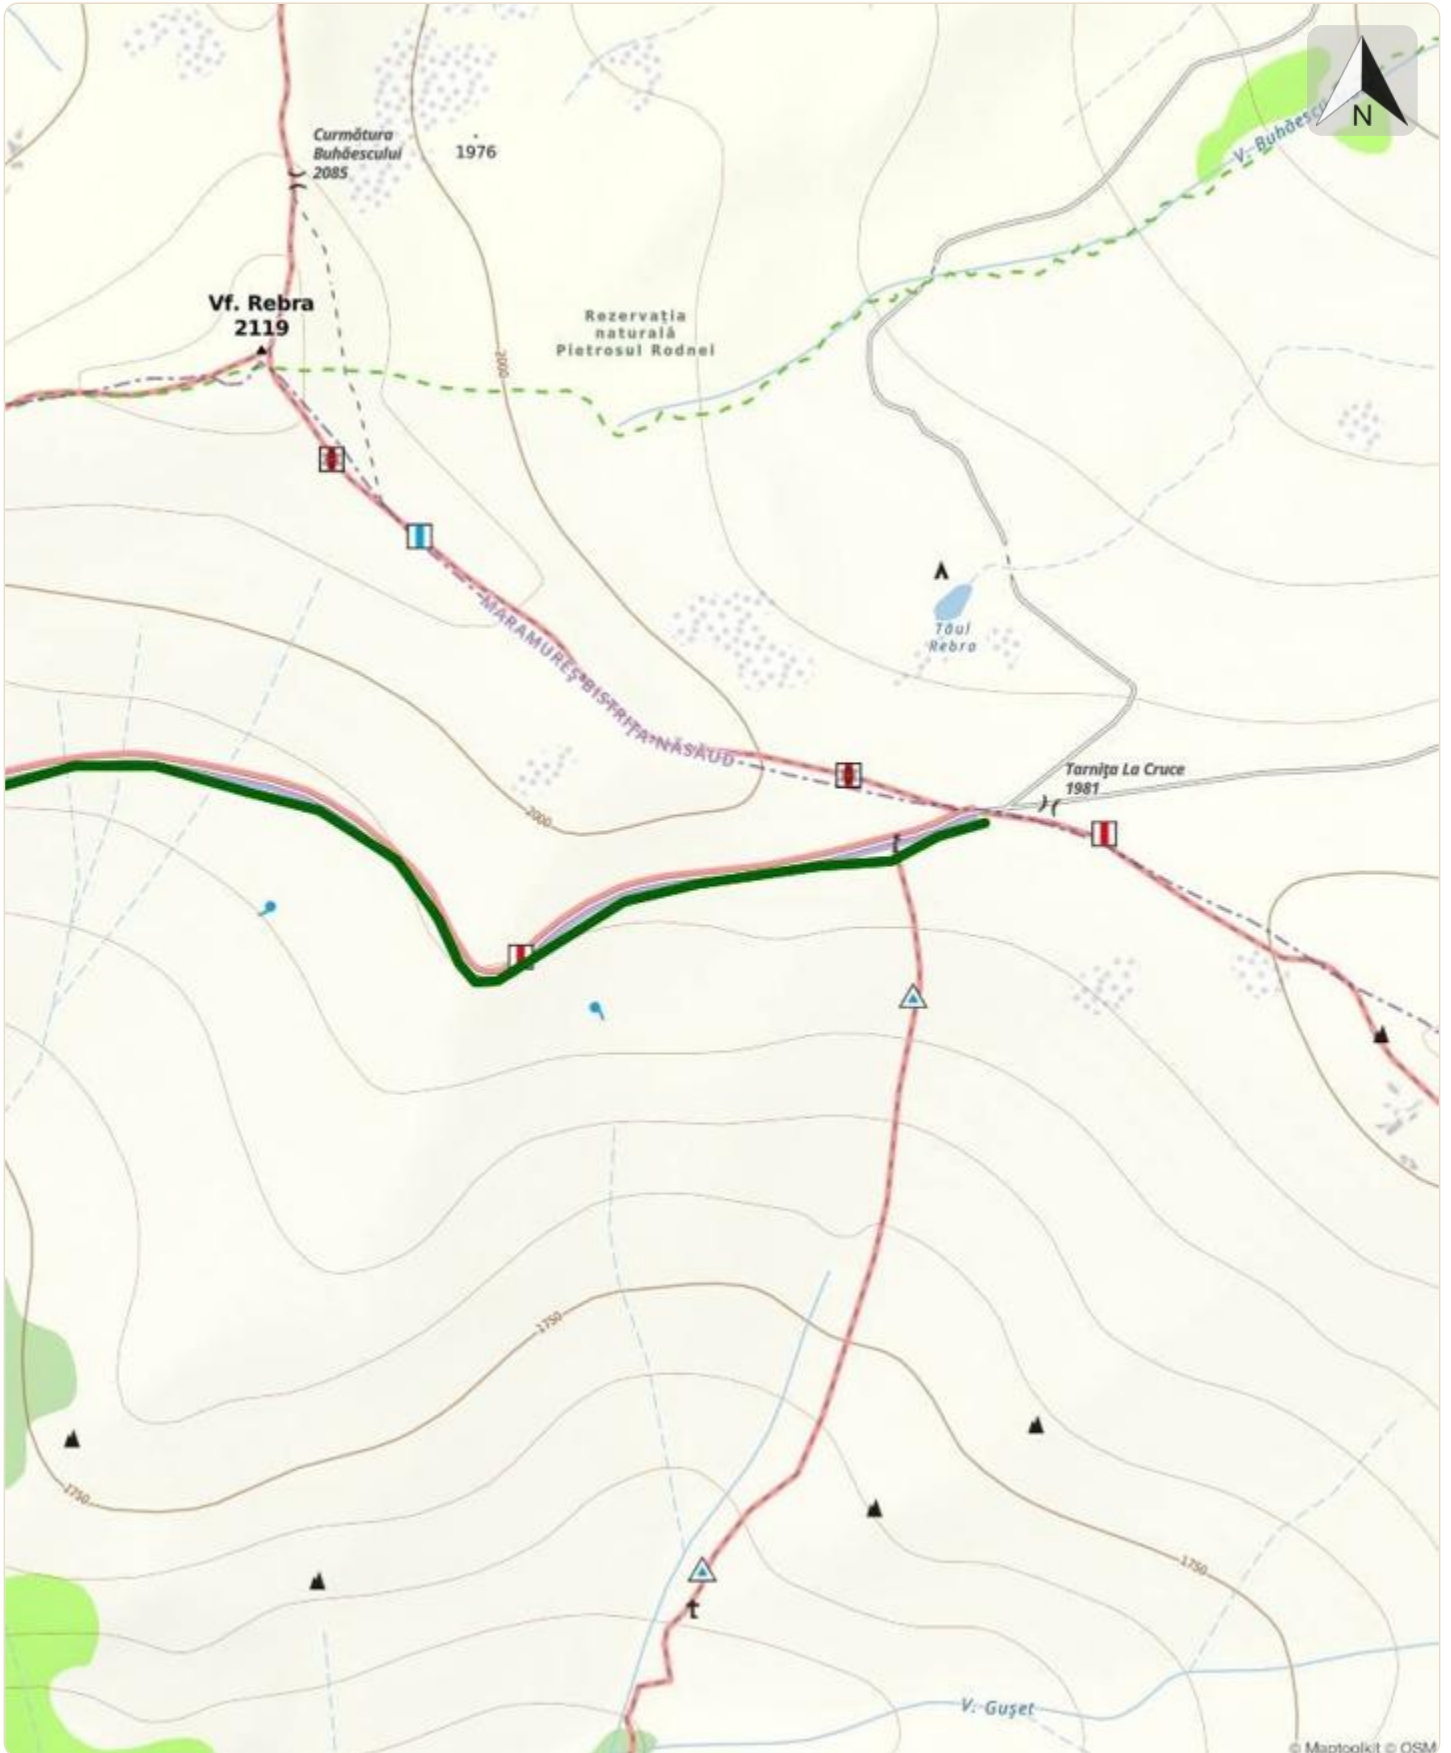 Curmătura
Buhăescului
2085
1976
N
V. Buhăescu
Vf. Rebra
2119
Rezervația
naturală
Pietrosul Rodnei
2000
Tăul
Rebra
MARAMUREȘ
BISTRIȚA-NĂSĂUD
Tarnița La Cruce
1981
2000
1750
1750
1750
V. Gușet
© Maptoolkit © OSM